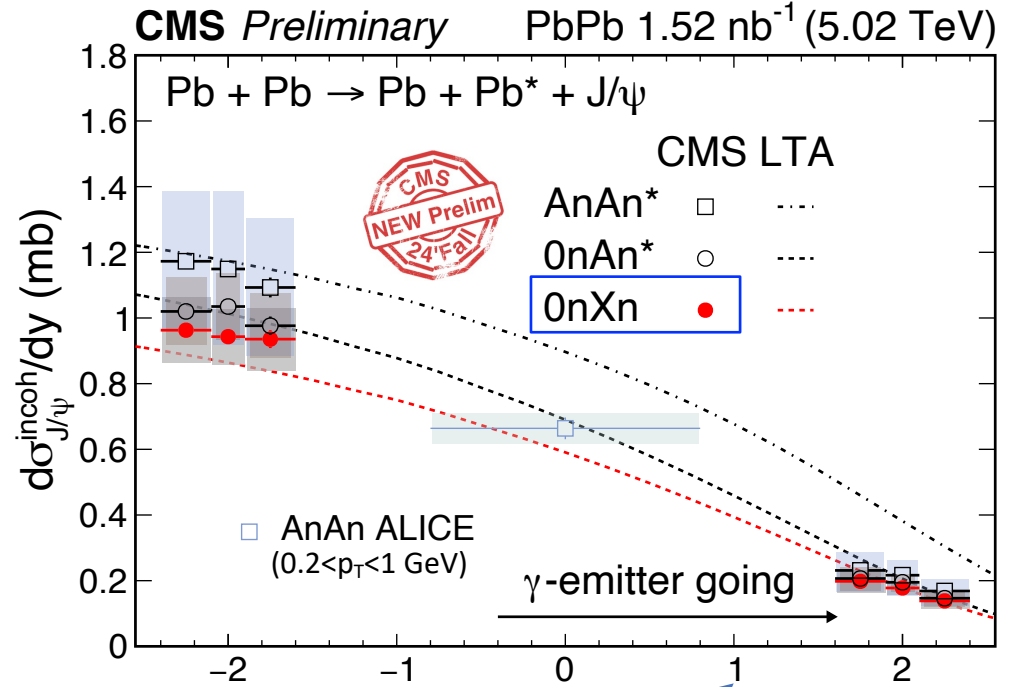 CMS Preliminary PbPb 1.52 nb⁻¹ (5.02 TeV)
1.8
Pb + Pb → Pb + Pb* + J/ψ
1.6
CMS LTA
1.4
CMS
NEW Prelim
24'Fall
AnAn*
1.2
0nAn*
1
0nXn
0.8
0.6
0.4
0.2
0
dσ^incoh_J/ψ/dy (mb)
AnAn ALICE
(0.2<p_T<1 GeV)
γ-emitter going
−2 −1 0 1 2